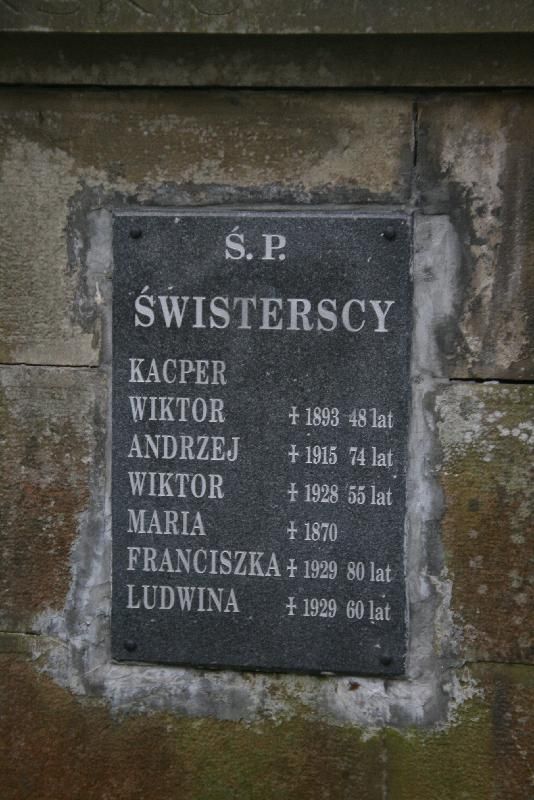 Ś. P.
ŚWISTERSCY
KACPER
WIKTOR ✝ 1893 48 lat
ANDRZEJ ✝ 1915 74 lat
WIKTOR ✝ 1928 55 lat
MARIA ✝ 1870
FRANCISZKA ✝ 1929 80 lat
LUDWINA ✝ 1929 60 lat